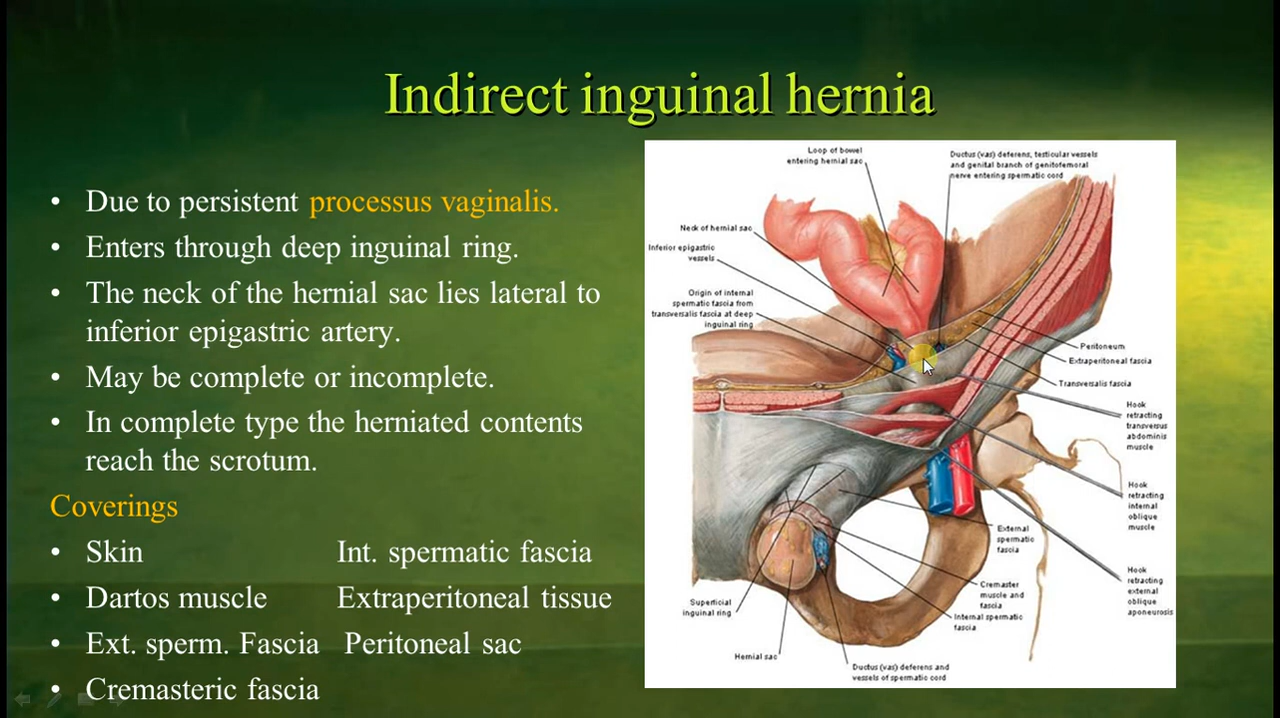 Indirect inguinal hernia
• Due to persistent processus vaginalis.
• Enters through deep inguinal ring.
• The neck of the hernial sac lies lateral to
inferior epigastric artery.
• May be complete or incomplete.
• In complete type the herniated contents
reach the scrotum.
Coverings
• Skin Int. spermatic fascia
• Dartos muscle Extraperitoneal tissue
• Ext. sperm. Fascia Peritoneal sac
• Cremasteric fascia
Loop of bowel
entering hernial sac
Ductus (vas) deferens, testicular vessels
and genital branch of genitofemoral
nerve entering spermatic cord
Neck of hernial sac
Inferior epigastric
vessels
Origin of internal
spermatic fascia from
transversalis fascia at deep
inguinal ring
Peritoneum
Extraperitoneal fascia
Transversalis fascia
Hook
retracting
transversus
abdominis
muscle
Hook
retracting
internal
oblique
muscle
External
spermatic
fascia
Hook
retracting
external
oblique
aponeurosis
Cremaster
muscle and
fascia
Superficial
inguinal ring
Internal spermatic
fascia
Hernial sac
Ductus (vas) deferens and
vessels of spermatic cord